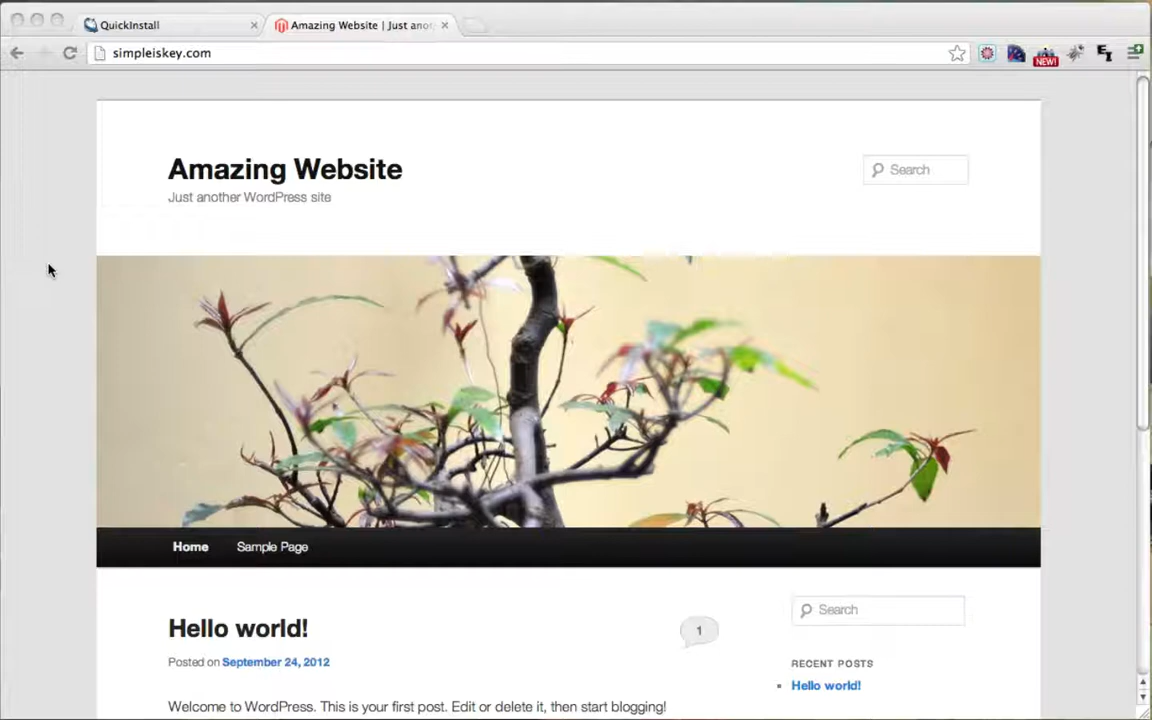 QuickInstall
Amazing Website | Just ano
simpleiskey.com
NEW!
Amazing Website
Just another WordPress site
Search
Home
Sample Page
Hello world!
1
Posted on September 24, 2012
Welcome to WordPress. This is your first post. Edit or delete it, then start blogging!
Search
RECENT POSTS
Hello world!